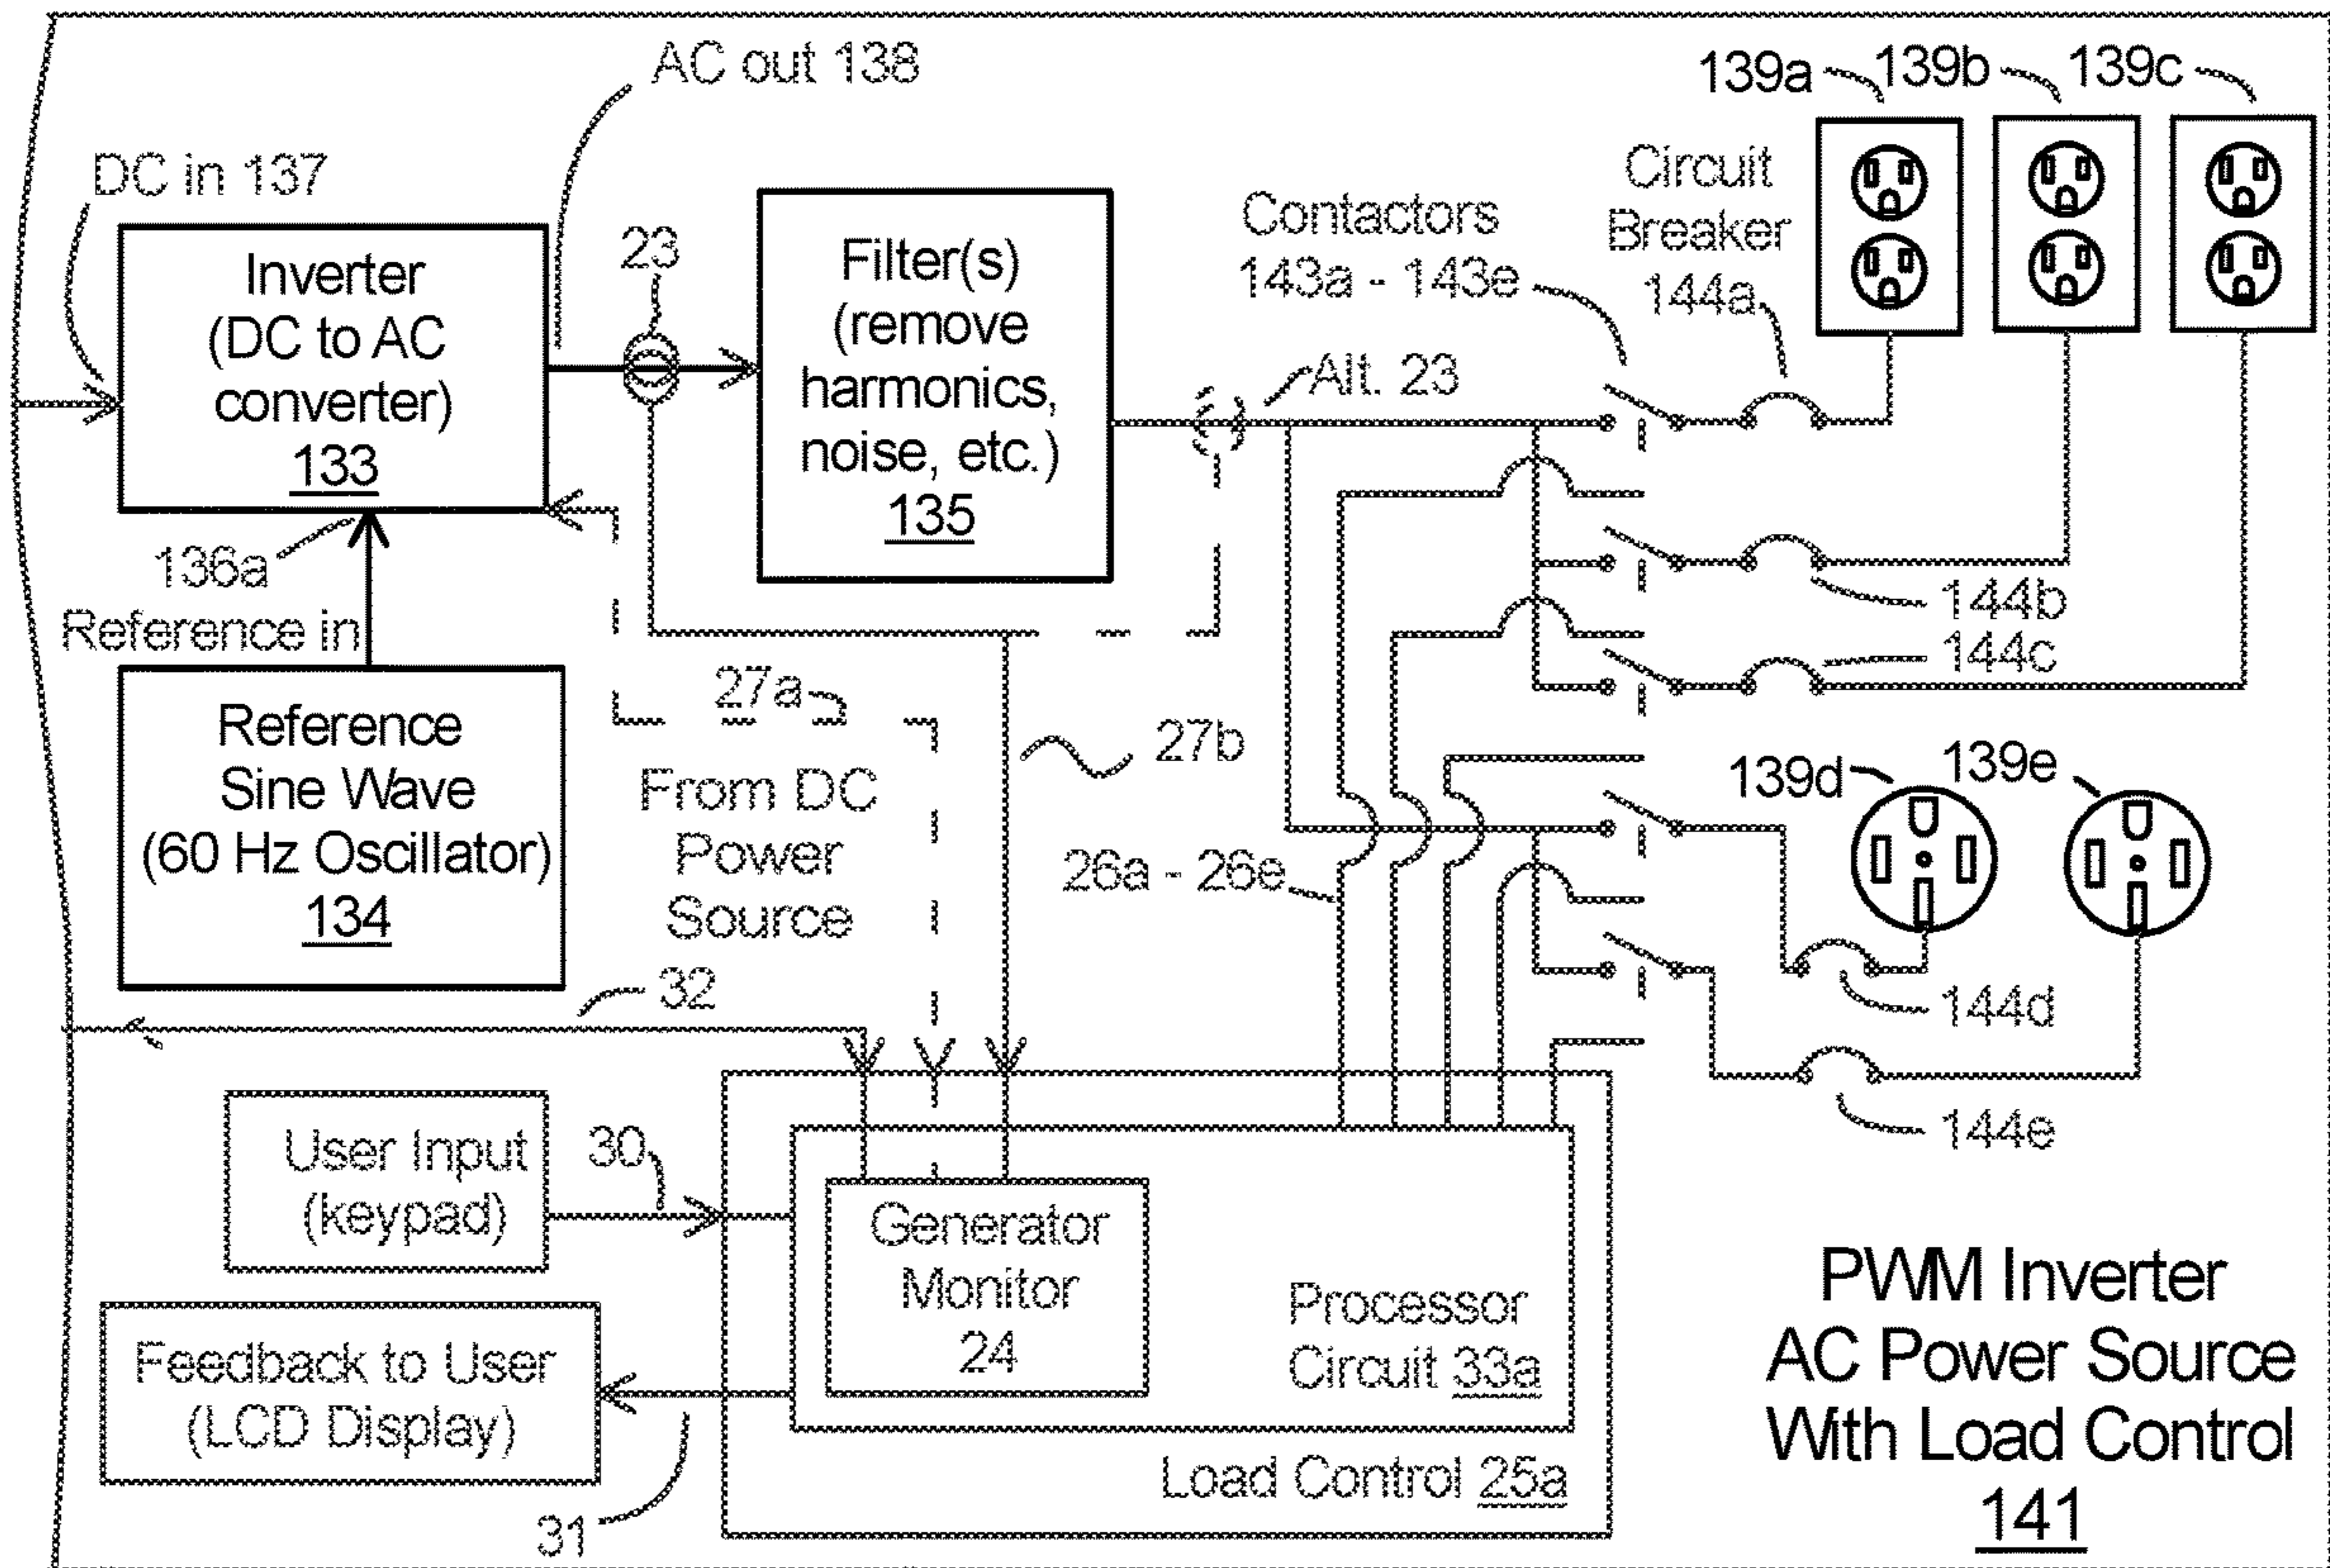 AC out 138
139a
139b
139c
DC in 137
Inverter
(DC to AC
converter)
133
23
Filter(s)
(remove
harmonics,
noise, etc.)
135
Contactors
143a - 143e
Circuit
Breaker
144a
Alt. 23
136a
Reference in
144b
144c
Reference
Sine Wave
(60 Hz Oscillator)
134
27a
27b
From DC
Power
Source
26a - 26e
139d
139e
32
144d
144e
User Input
(keypad)
30
Generator
Monitor
24
Processor
Circuit 33a
Feedback to User
(LCD Display)
31
Load Control 25a
PWM Inverter
AC Power Source
With Load Control
141